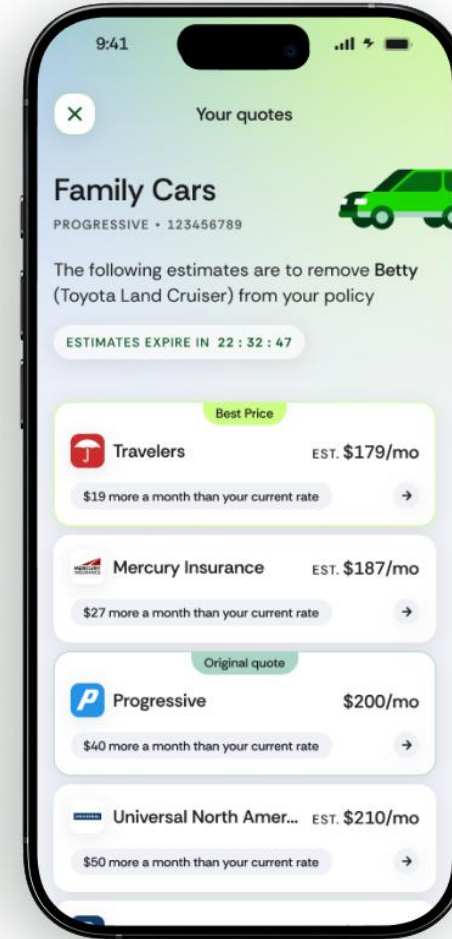 9:41
Your quotes
Family Cars
PROGRESSIVE • 123456789
The following estimates are to remove Betty
(Toyota Land Cruiser) from your policy
ESTIMATES EXPIRE IN 22 : 32 : 47
Best Price
Travelers EST. $179/mo
$19 more a month than your current rate
MERCURY
INSURANCE
Mercury Insurance EST. $187/mo
$27 more a month than your current rate
Original quote
P Progressive $200/mo
$40 more a month than your current rate
Universal North Amer... EST. $210/mo
$50 more a month than your current rate